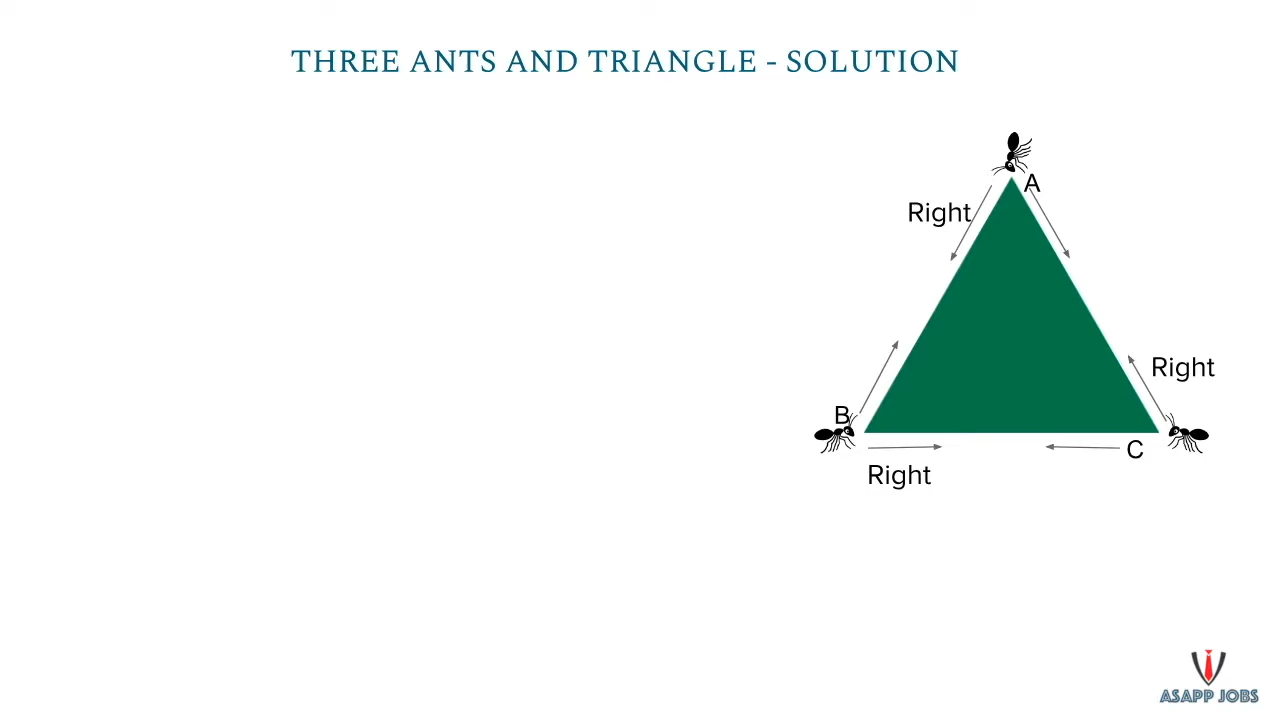 THREE ANTS AND TRIANGLE - SOLUTION
A
Right
Right
B
C
Right
ASAPP JOBS